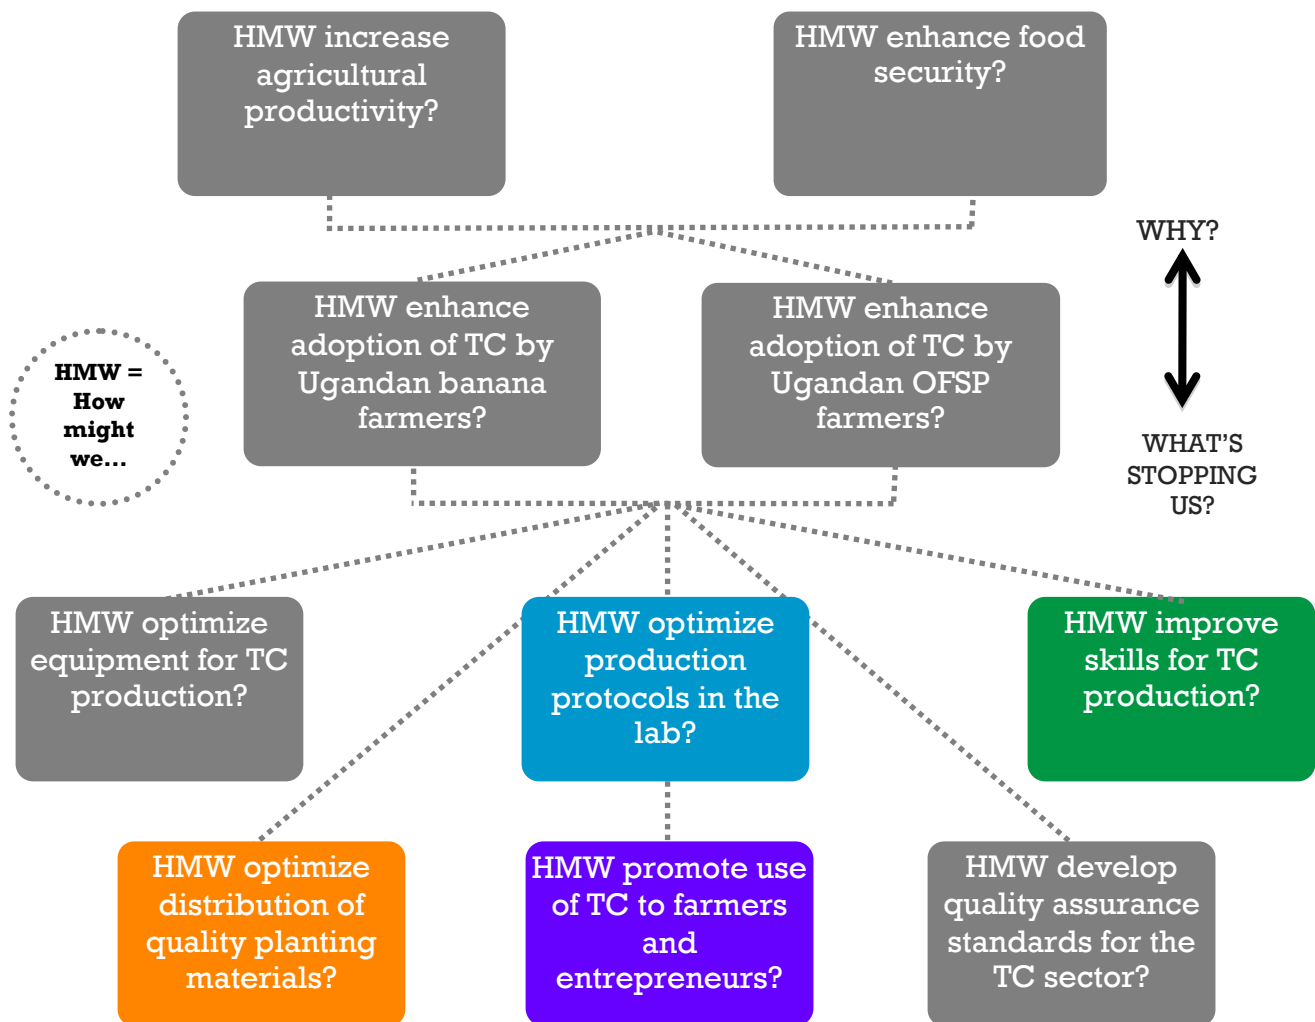 HMW increase
agricultural
productivity?
HMW enhance food
security?
WHY?
HMW enhance
adoption of TC by
Ugandan banana
farmers?
HMW enhance
adoption of TC by
Ugandan OFSP
farmers?
HMW =
How
might
we...
WHAT'S
STOPPING
US?
HMW optimize
equipment for TC
production?
HMW optimize
production
protocols in the
lab?
HMW improve
skills for TC
production?
HMW optimize
distribution of
quality planting
materials?
HMW promote use
of TC to farmers
and
entrepreneurs?
HMW develop
quality assurance
standards for the
TC sector?